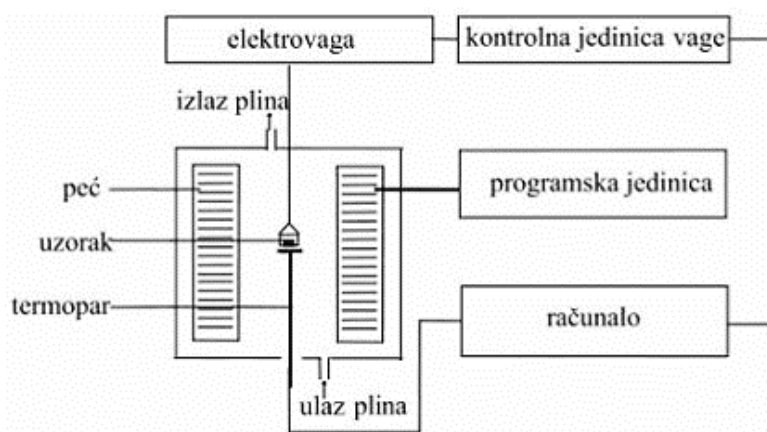 elektrovaga
kontrolna jedinica vage
izlaz plina
peć
programska jedinica
uzorak
termopar
računalo
ulaz plina